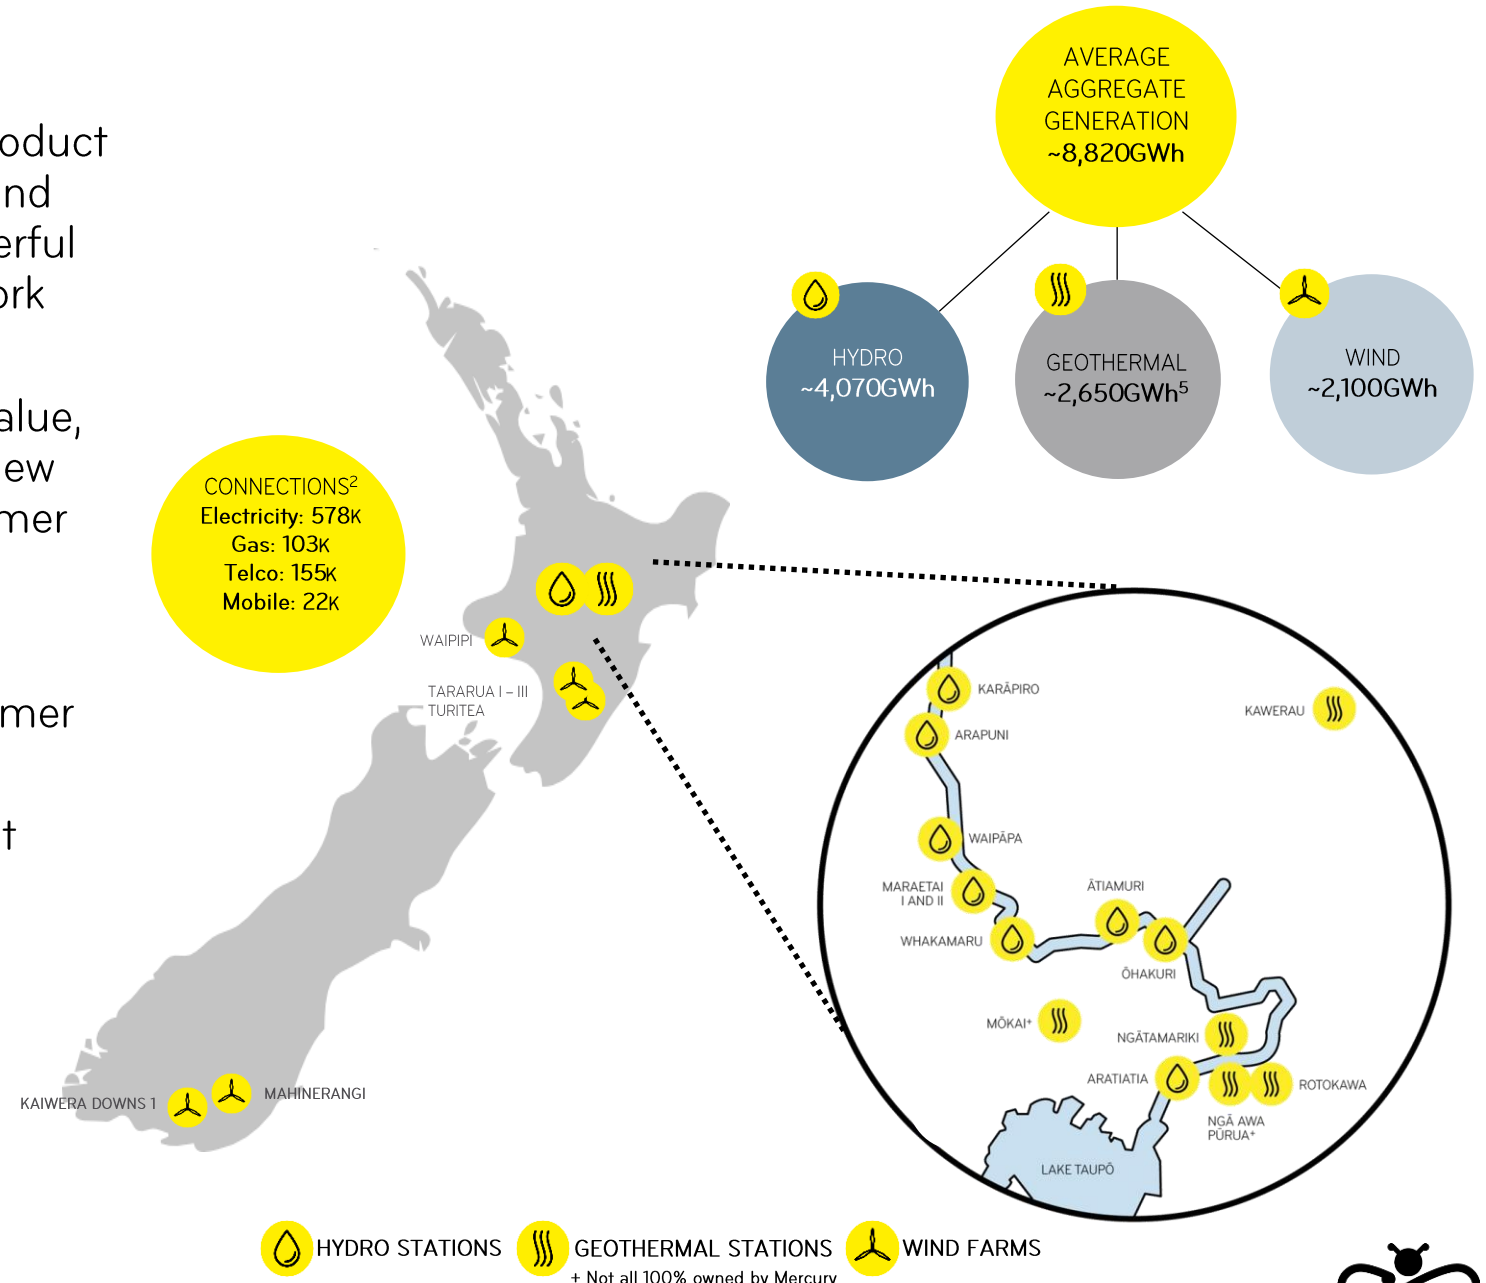 AVERAGE
AGGREGATE
GENERATION
~8,820GWh
HYDRO
~4,070GWh
GEOTHERMAL
~2,650GWh⁵
WIND
~2,100GWh
oduct
nd
erful
ork
alue,
ew
mer
mer
t
CONNECTIONS²
Electricity: 578K
Gas: 103K
Telco: 155K
Mobile: 22K
WAIPIPI
TARARUA I – III
TURITEA
KAIWERA DOWNS 1
MAHINERANGI
KARĀPIRO
KAWERAU
ARAPUNI
WAIPĀPA
MARAETAI
I AND II
ĀTIAMURI
WHAKAMARU
ŌHAKURI
MŌKAI⁺
NGĀTAMARIKI
ARATIATIA
ROTOKAWA
NGĀ AWA
PŪRUA⁺
LAKE TAUPŌ
HYDRO STATIONS
GEOTHERMAL STATIONS
WIND FARMS
+ Not all 100% owned by Mercury